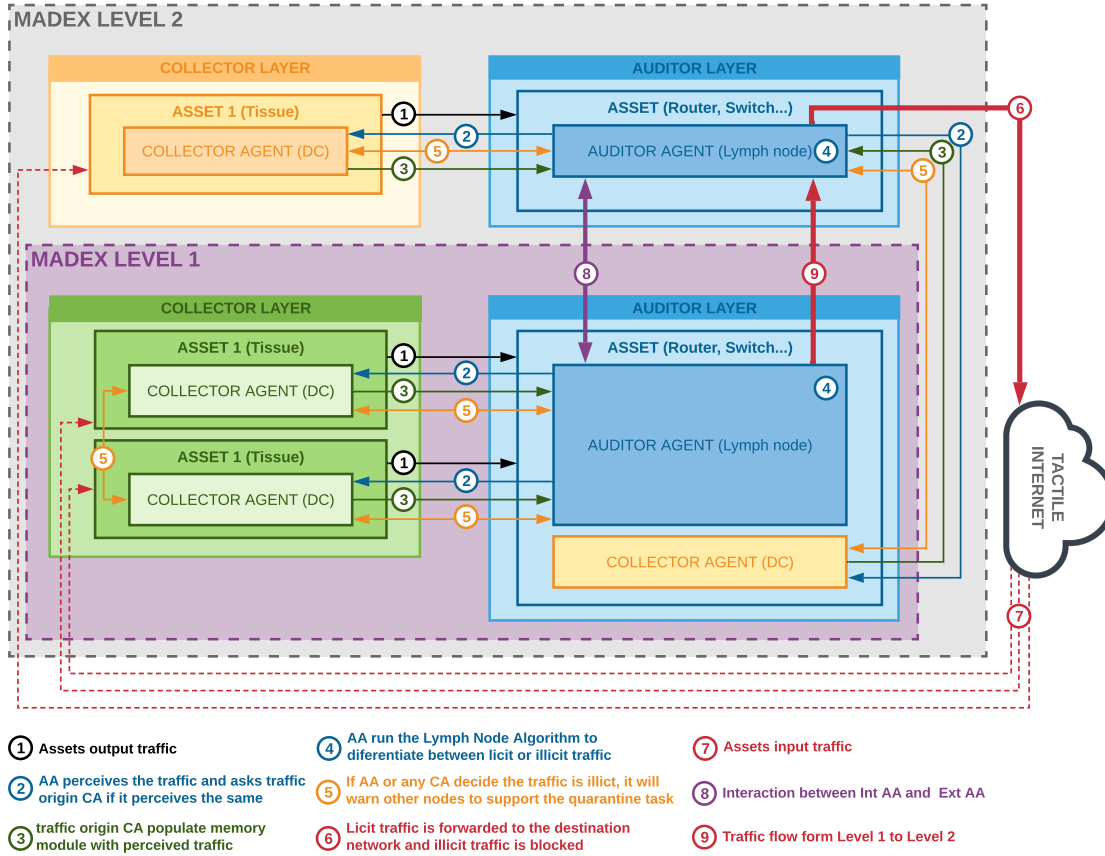 MADEX LEVEL 2
COLLECTOR LAYER
AUDITOR LAYER
ASSET 1 (Tissue)
1
ASSET (Router, Switch...)
6
2
2
COLLECTOR AGENT (DC)
5
AUDITOR AGENT (Lymph node)
4
3
3
5
MADEX LEVEL 1
8
9
COLLECTOR LAYER
AUDITOR LAYER
ASSET 1 (Tissue)
1
ASSET (Router, Switch...)
2
COLLECTOR AGENT (DC)
3
4
5
AUDITOR AGENT (Lymph node)
5
ASSET 1 (Tissue)
1
2
COLLECTOR AGENT (DC)
3
5
TACTILE
INTERNET
COLLECTOR AGENT (DC)
7
1 Assets output traffic
2 AA perceives the traffic and asks traffic
origin CA if it perceives the same
3 traffic origin CA populate memory
module with perceived traffic
4 AA run the Lymph Node Algorithm to
diferentiate between licit or illicit traffic
5 If AA or any CA decide the traffic is illict, it will
warn other nodes to support the quarantine task
6 Licit traffic is forwarded to the destination
network and illicit traffic is blocked
7 Assets input traffic
8 Interaction between Int AA and Ext AA
9 Traffic flow form Level 1 to Level 2